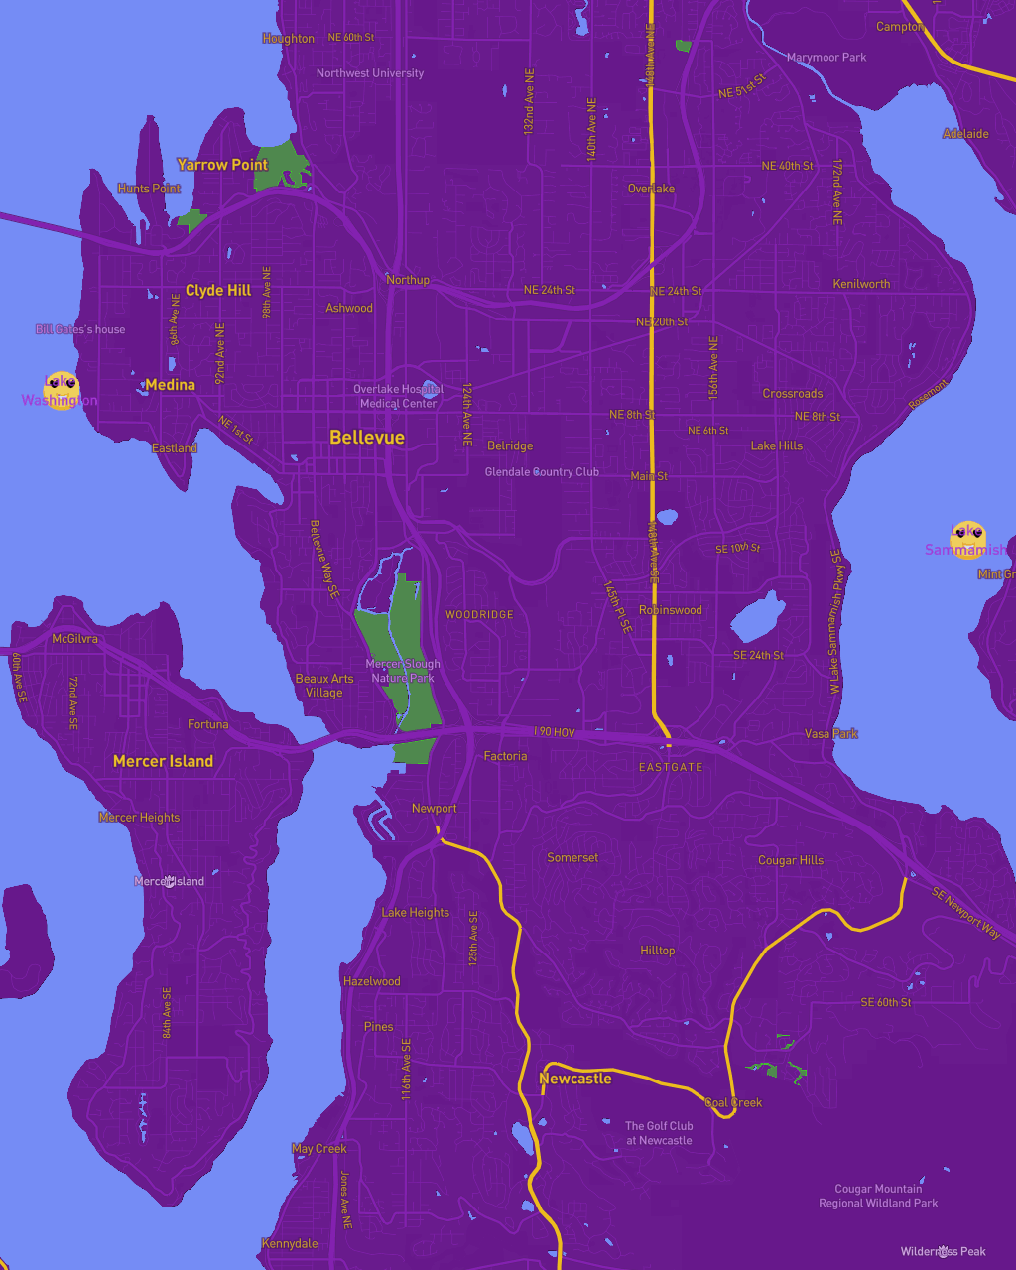 Houghton
NE 60th St
Campton
Northwest University
148th Ave NE
Marymoor Park
NE 51st St
132nd Ave NE
140th Ave NE
Adelaide
Yarrow Point
NE 40th St
172nd Ave NE
Hunts Point
Overlake
Northup
Clyde Hill
98th Ave NE
NE 24th St
NE 24th St
Kenilworth
Ashwood
86th Ave NE
92nd Ave NE
NE 20th St
Bill Gates's house
156th Ave NE
Lake
Washington
Medina
Overlake Hospital
Medical Center
124th Ave NE
Crossroads
Rosemont
NE 8th St
NE 8th St
NE 1st St
Bellevue
NE 6th St
Eastland
Delridge
Lake Hills
Glendale Country Club
Main St
Bellevue Way SE
148th Ave SE
Lake
Sammamish
SE 10th St
Mint Gr
145th Pl SE
W Lake Sammamish Pkwy SE
WOODRIDGE
Robinswood
McGilvra
SE 24th St
60th Ave SE
72nd Ave SE
Mercer Slough
Nature Park
Beaux Arts
Village
Fortuna
I 90 HOV
Vasa Park
Mercer Island
Factoria
EASTGATE
Mercer Heights
Newport
Somerset
Cougar Hills
Mercer Island
Lake Heights
SE Newport Way
125th Ave SE
Hilltop
Hazelwood
84th Ave SE
SE 60th St
Pines
116th Ave SE
Newcastle
Coal Creek
The Golf Club
at Newcastle
May Creek
Jones Ave NE
Cougar Mountain
Regional Wildland Park
Kennydale
Wilderness Peak